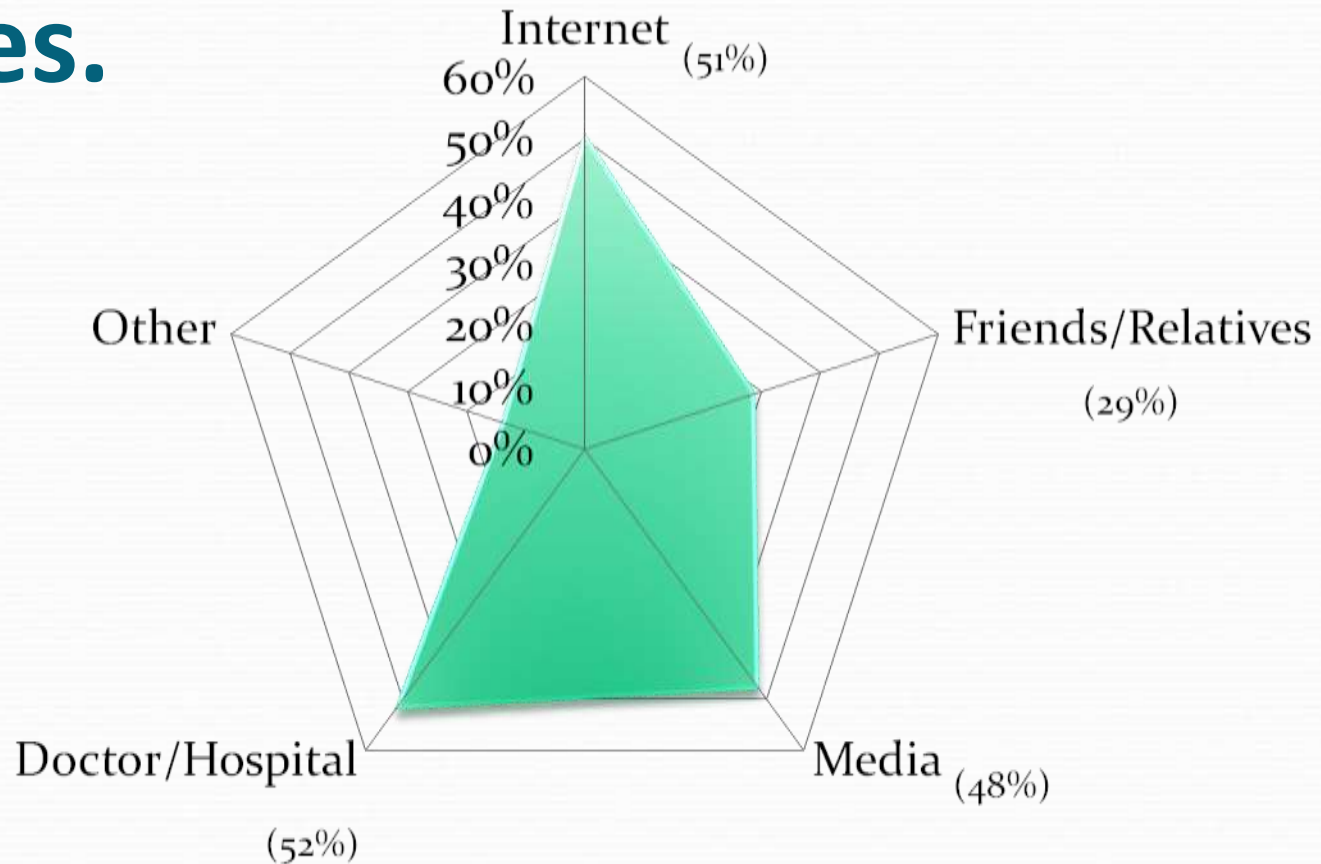 es.
Internet (51%)
60%
50%
40%
30%
20%
10%
0%
Other
Friends/Relatives
(29%)
Doctor/Hospital
(52%)
Media (48%)